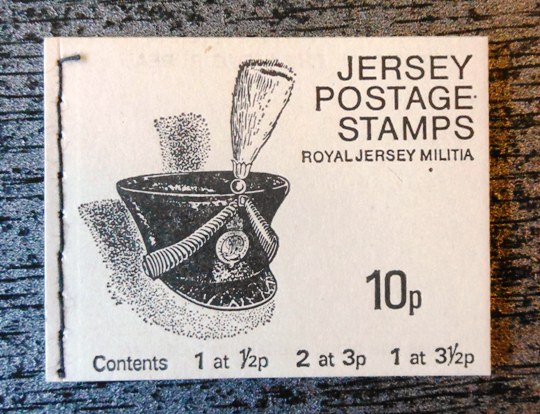 JERSEY
POSTAGE
STAMPS
ROYAL JERSEY MILITIA
10p
Contents 1 at ½p 2 at 3p 1 at 3½p